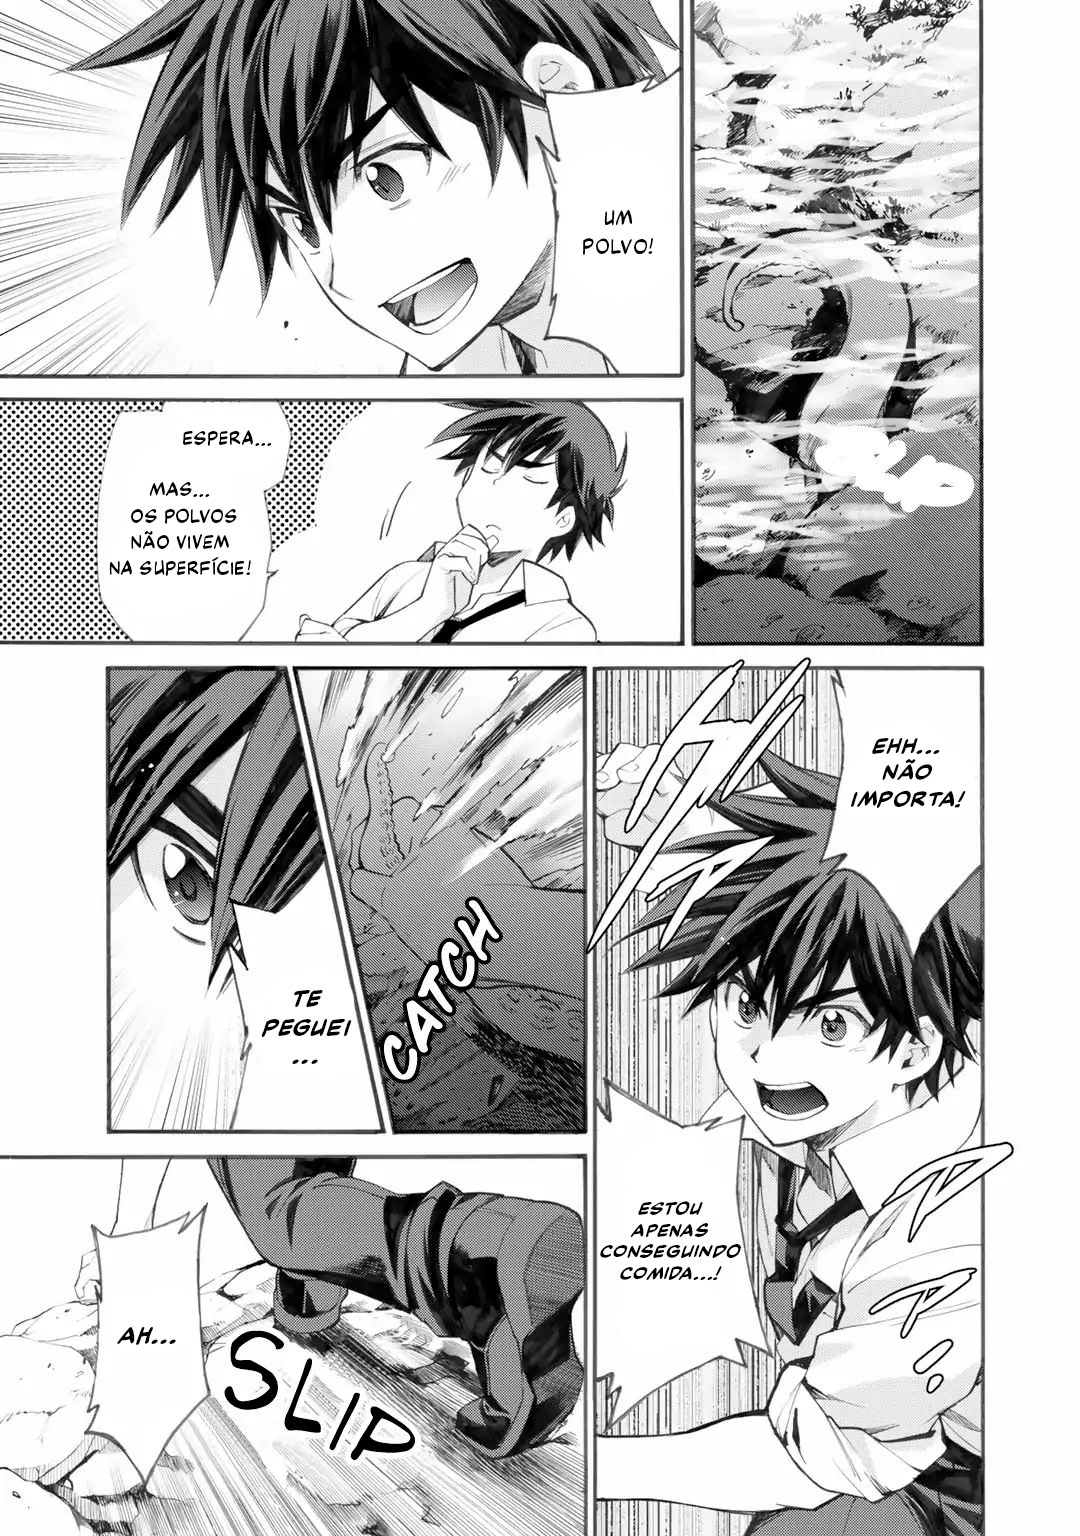 UM
POLVO!
ESPERA...
MAS...
OS POLVOS
NÃO VIVEM
NA SUPERFÍCIE!
EHH...
NÃO
IMPORTA!
ESTOU
APENAS
CONSEGUINDO
COMIDA...!
CATCH
TE
PEGUEI
...
AH...
SLIP